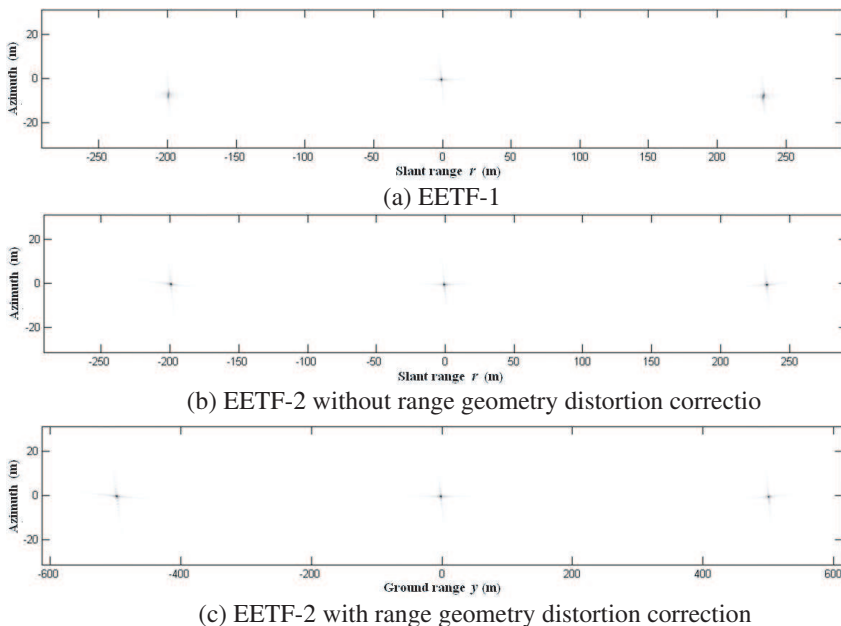 Azimuth (m)
20
0
-20
-250 -200 -150 -100 -50 0 50 100 150 200 250
Slant range r (m)
(a) EETF-1
Azimuth (m)
20
0
-20
-250 -200 -150 -100 -50 0 50 100 150 200 250
Slant range r (m)
(b) EETF-2 without range geometry distortion correctio
Azimuth (m)
20
0
-20
-600 -400 -200 0 200 400 600
Ground range y (m)
(c) EETF-2 with range geometry distortion correction